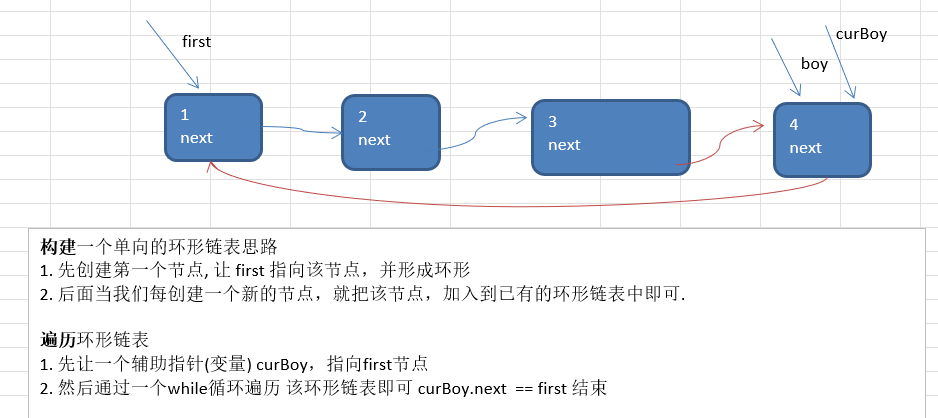 first
curBoy
boy
1
next
2
next
3
next
4
next
构建一个单向的环形链表思路
1. 先创建第一个节点, 让 first 指向该节点，并形成环形
2. 后面当我们每创建一个新的节点，就把该节点，加入到已有的环形链表中即可.
遍历环形链表
1. 先让一个辅助指针(变量) curBoy，指向first节点
2. 然后通过一个while循环遍历 该环形链表即可 curBoy.next == first 结束